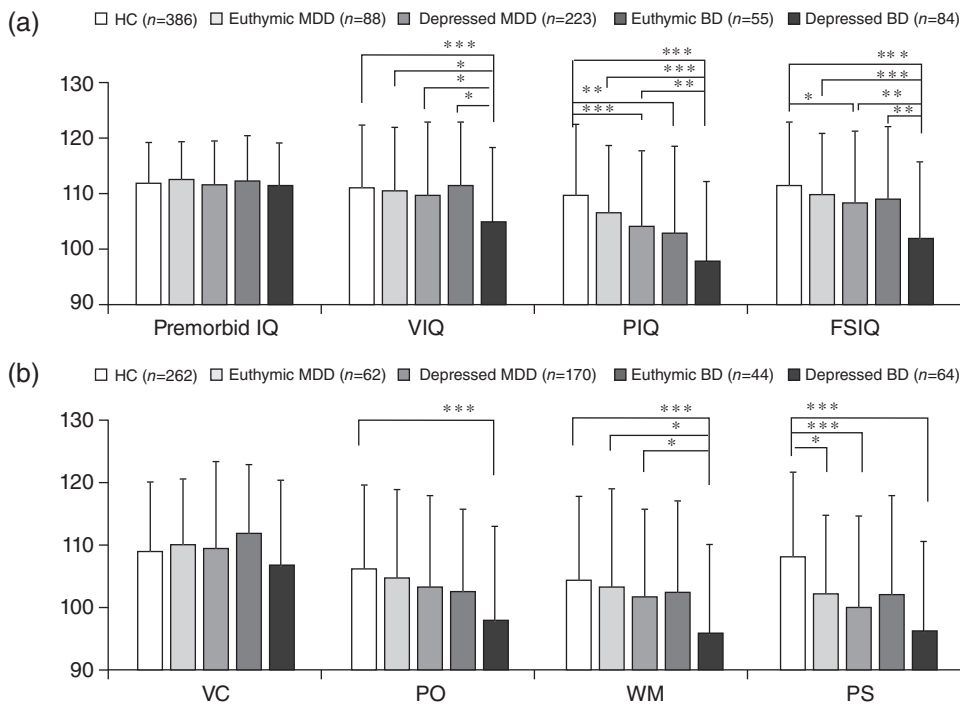 (a)
HC (n=386) Euthymic MDD (n=88) Depressed MDD (n=223) Euthymic BD (n=55) Depressed BD (n=84)
*** *** ***
* *** ***
* ** ** * **
* *** **
130
120
110
100
90
Premorbid IQ VIQ PIQ FSIQ
(b)
HC (n=262) Euthymic MDD (n=62) Depressed MDD (n=170) Euthymic BD (n=44) Depressed BD (n=64)
*** *** ***
* ***
* *
130
120
110
100
90
VC PO WM PS